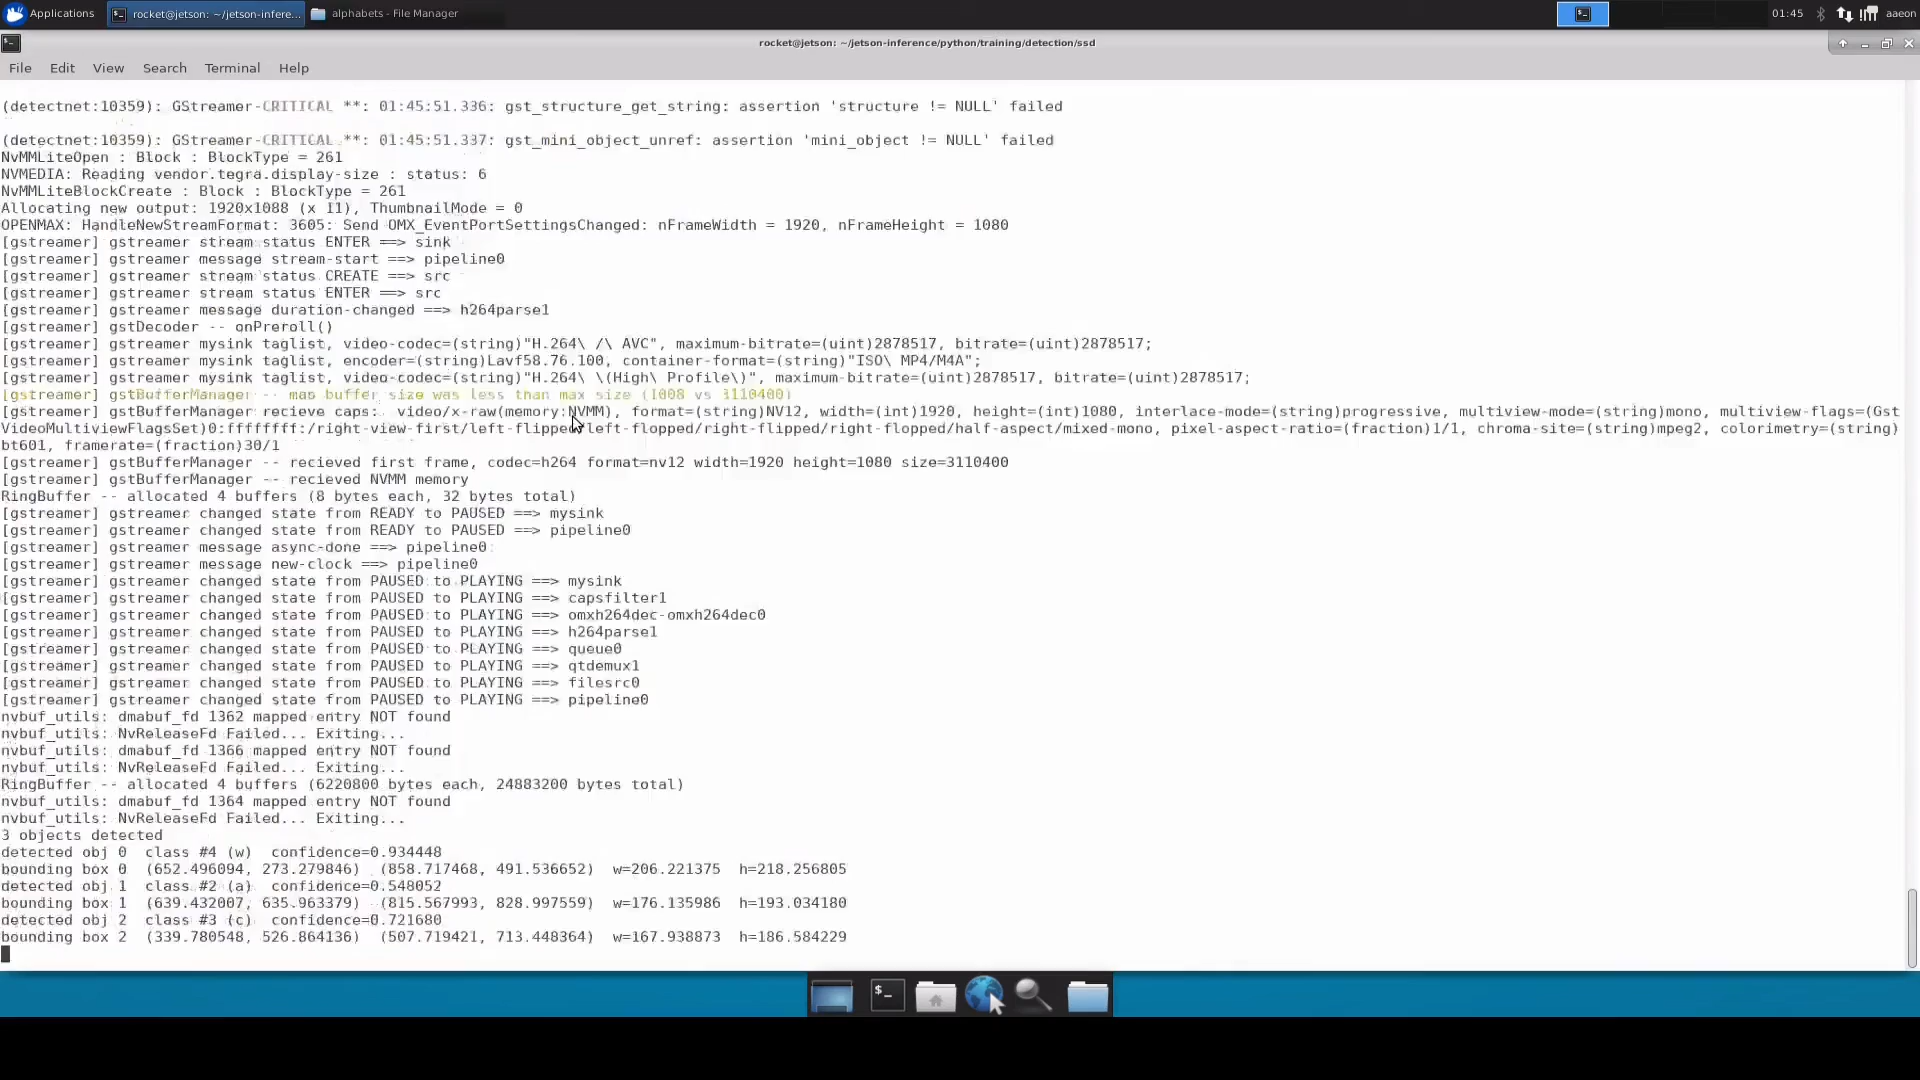 Applications
rocket@jetson: ~/jetson-infere...
alphabets - File Manager
01:45
aaeon
rocket@jetson: ~/jetson-inference/python/training/detection/ssd
File Edit View Search Terminal Help
(detectnet:10359): GStreamer-CRITICAL **: 01:45:51.336: gst_structure_get_string: assertion 'structure != NULL' failed
(detectnet:10359): GStreamer-CRITICAL **: 01:45:51.337: gst_mini_object_unref: assertion 'mini_object != NULL' failed
NvMMLiteOpen : Block : BlockType = 261
NVMEDIA: Reading vendor.tegra.display-size : status: 6
NvMMLiteBlockCreate : Block : BlockType = 261
Allocating new output: 1920x1088 (x 11), ThumbnailMode = 0
OPENMAX: HandleNewStreamFormat: 3605: Send OMX_EventPortSettingsChanged: nFrameWidth = 1920, nFrameHeight = 1080
[gstreamer] gstreamer stream status ENTER ==> sink
[gstreamer] gstreamer message stream-start ==> pipeline0
[gstreamer] gstreamer stream status CREATE ==> src
[gstreamer] gstreamer stream status ENTER ==> src
[gstreamer] gstreamer message duration-changed ==> h264parse1
[gstreamer] gstDecoder -- onPreroll()
[gstreamer] gstreamer mysink taglist, video-codec=(string)"H.264\ /\ AVC", maximum-bitrate=(uint)2878517, bitrate=(uint)2878517;
[gstreamer] gstreamer mysink taglist, encoder=(string)Lavf58.76.100, container-format=(string)"ISO\ MP4/M4A";
[gstreamer] gstreamer mysink taglist, video-codec=(string)"H.264\ \(High\ Profile\)", maximum-bitrate=(uint)2878517, bitrate=(uint)2878517;
[gstreamer] gstBufferManager -- map buffer size was less than max size (1008 vs 3110400)
[gstreamer] gstBufferManager recieve caps:  video/x-raw(memory:NVMM), format=(string)NV12, width=(int)1920, height=(int)1080, interlace-mode=(string)progressive, multiview-mode=(string)mono, multiview-flags=(Gst
VideoMultiviewFlagsSet)0:ffffffff:/right-view-first/left-flipped/left-flopped/right-flipped/right-flopped/half-aspect/mixed-mono, pixel-aspect-ratio=(fraction)1/1, chroma-site=(string)mpeg2, colorimetry=(string)
bt601, framerate=(fraction)30/1
[gstreamer] gstBufferManager -- recieved first frame, codec=h264 format=nv12 width=1920 height=1080 size=3110400
[gstreamer] gstBufferManager -- recieved NVMM memory
RingBuffer -- allocated 4 buffers (8 bytes each, 32 bytes total)
[gstreamer] gstreamer changed state from READY to PAUSED ==> mysink
[gstreamer] gstreamer changed state from READY to PAUSED ==> pipeline0
[gstreamer] gstreamer message async-done ==> pipeline0
[gstreamer] gstreamer message new-clock ==> pipeline0
[gstreamer] gstreamer changed state from PAUSED to PLAYING ==> mysink
[gstreamer] gstreamer changed state from PAUSED to PLAYING ==> capsfilter1
[gstreamer] gstreamer changed state from PAUSED to PLAYING ==> omxh264dec-omxh264dec0
[gstreamer] gstreamer changed state from PAUSED to PLAYING ==> h264parse1
[gstreamer] gstreamer changed state from PAUSED to PLAYING ==> queue0
[gstreamer] gstreamer changed state from PAUSED to PLAYING ==> qtdemux1
[gstreamer] gstreamer changed state from PAUSED to PLAYING ==> filesrc0
[gstreamer] gstreamer changed state from PAUSED to PLAYING ==> pipeline0
nvbuf_utils: dmabuf_fd 1362 mapped entry NOT found
nvbuf_utils: NvReleaseFd Failed... Exiting...
nvbuf_utils: dmabuf_fd 1366 mapped entry NOT found
nvbuf_utils: NvReleaseFd Failed... Exiting...
RingBuffer -- allocated 4 buffers (6220800 bytes each, 24883200 bytes total)
nvbuf_utils: dmabuf_fd 1364 mapped entry NOT found
nvbuf_utils: NvReleaseFd Failed... Exiting...
3 objects detected
detected obj 0  class #4 (w)  confidence=0.934448
bounding box 0  (652.496094, 273.279846)  (858.717468, 491.536652)  w=206.221375  h=218.256805
detected obj 1  class #2 (a)  confidence=0.548052
bounding box 1  (639.432007, 635.963379)  (815.567993, 828.997559)  w=176.135986  h=193.034180
detected obj 2  class #3 (c)  confidence=0.721680
bounding box 2  (339.780548, 526.864136)  (507.719421, 713.448364)  w=167.938873  h=186.584229